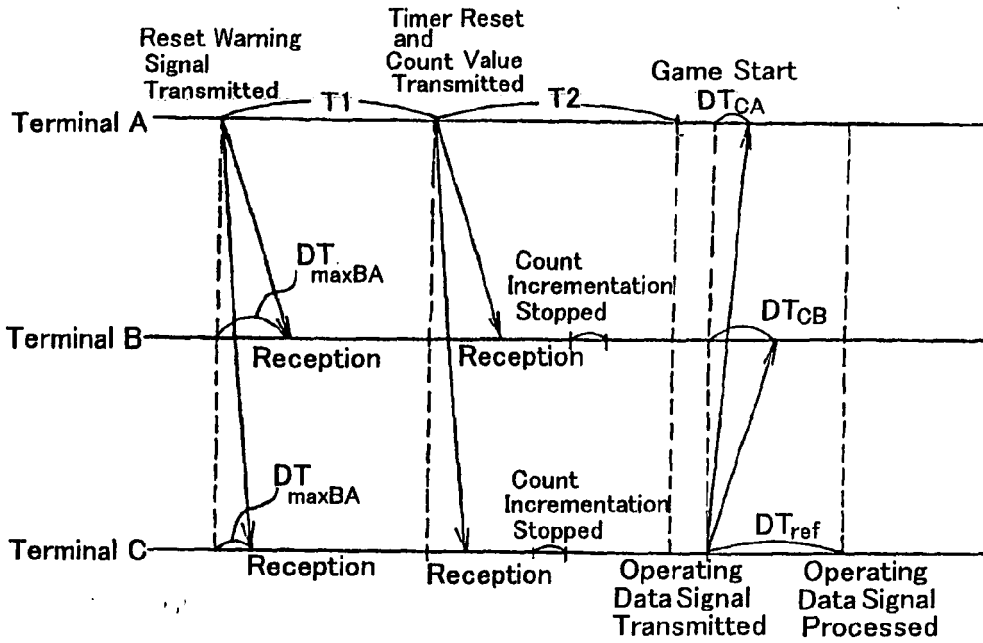 Reset Warning
Signal
Transmitted
Timer Reset
and
Count Value
Transmitted
Game Start
T1
T2
DTCA
Terminal A
DTmaxBA
Count
Incrementation
Stopped
DTCB
Terminal B
Reception
Reception
DTmaxBA
Count
Incrementation
Stopped
DTref
Terminal C
Reception
Reception
Operating
Data Signal
Transmitted
Operating
Data Signal
Processed